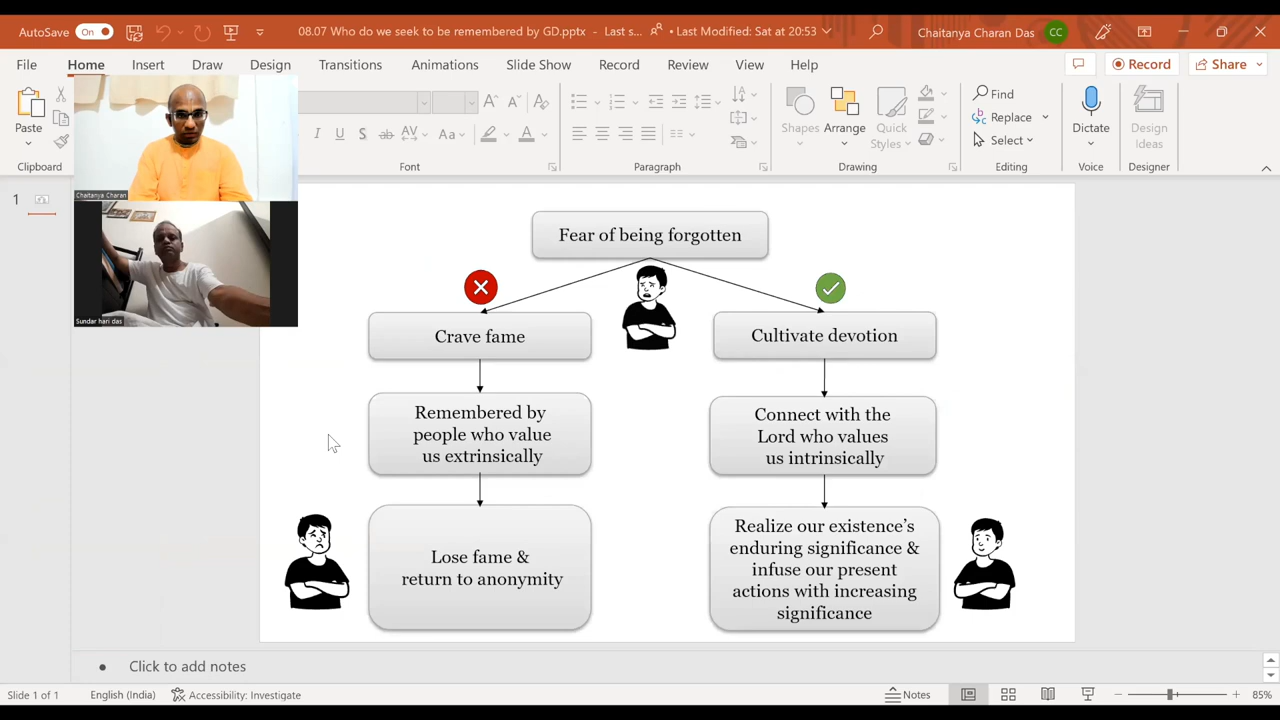 AutoSave On 08.07 Who do we seek to be remembered by GD.pptx - Last s... • Last Modified: Sat at 20:53 Chaitanya Charan Das CC
File Home Insert Draw Design Transitions Animations Slide Show Record Review View Help Record Share
Paste
Clipboard
I U S ab AV Aa A
Font
Paragraph
Shapes Arrange Quick Styles
Drawing
Find
Replace
Select
Editing
Dictate
Voice
Design Ideas
Designer
Chaitanya Charan
Sundar hari das
1
Fear of being forgotten
Crave fame
Remembered by
people who value
us extrinsically
Lose fame &
return to anonymity
Cultivate devotion
Connect with the
Lord who values
us intrinsically
Realize our existence's
enduring significance &
infuse our present
actions with increasing
significance
• Click to add notes
Slide 1 of 1 English (India) Accessibility: Investigate Notes 85%